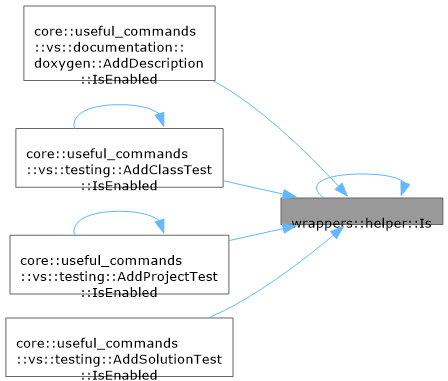 core::useful_commands
::vs::documentation::
doxygen::AddDescription
::IsEnabled
core::useful_commands
::vs::testing::AddClassTest
::IsEnabled
wrappers::helper::Is
core::useful_commands
::vs::testing::AddProjectTest
::IsEnabled
core::useful_commands
::vs::testing::AddSolutionTest
::IsEnabled